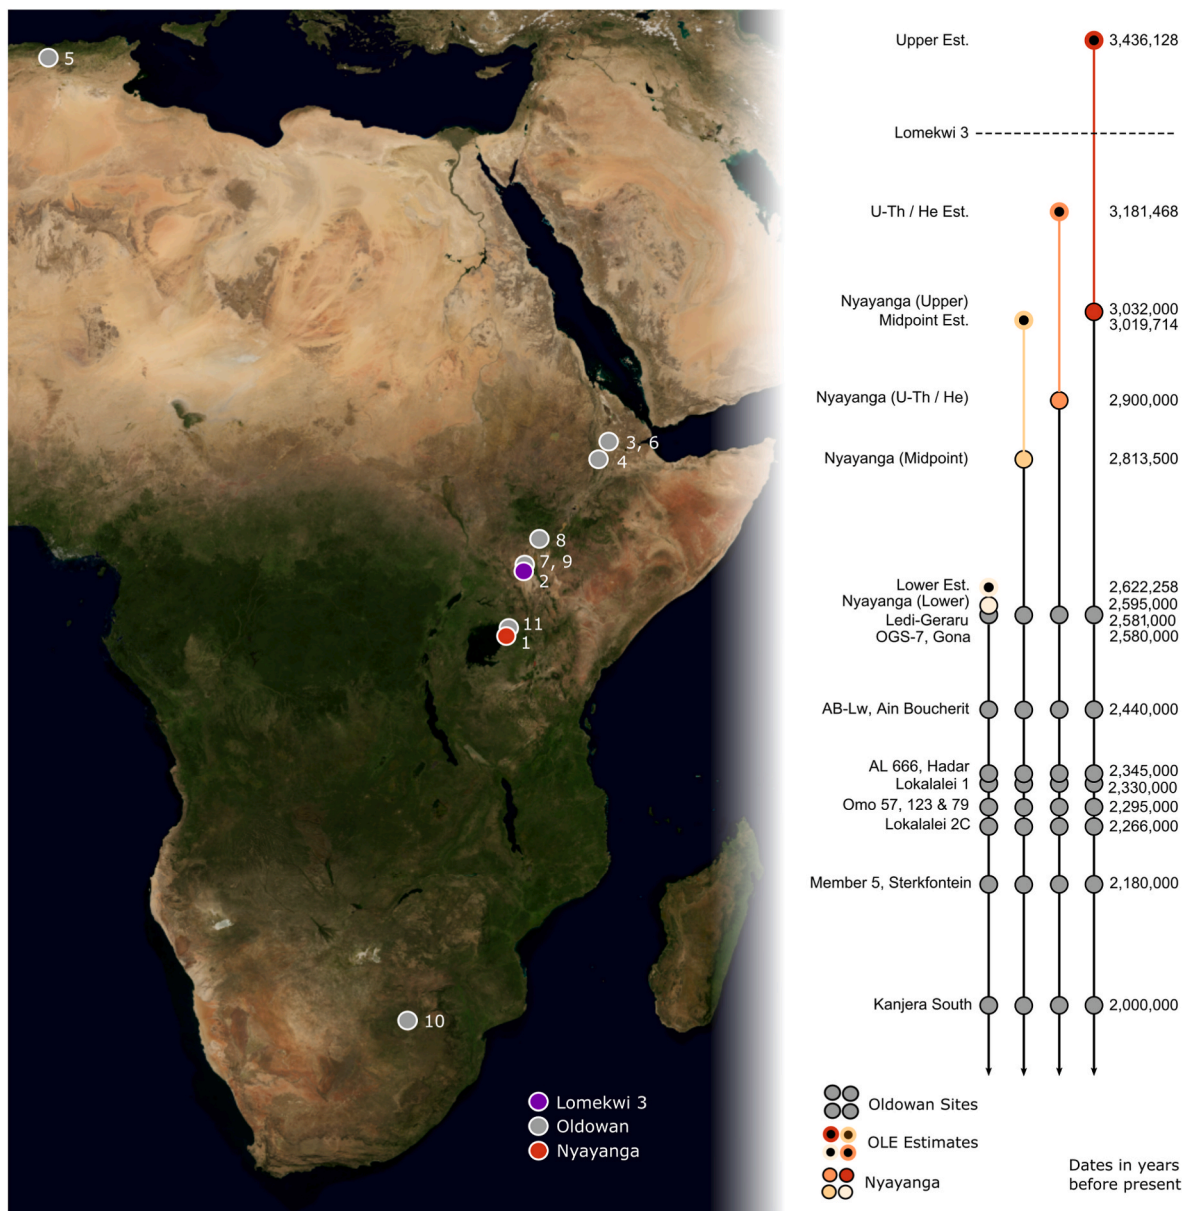 5
3, 6
4
8
7, 9
2
11
1
10
Lomekwi 3
Oldowan
Nyayanga
Upper Est. 3,436,128
Lomekwi 3
U-Th / He Est. 3,181,468
Nyayanga (Upper) 3,032,000
Midpoint Est. 3,019,714
Nyayanga (U-Th / He) 2,900,000
Nyayanga (Midpoint) 2,813,500
Lower Est. 2,622,258
Nyayanga (Lower) 2,595,000
Ledi-Geraru 2,581,000
OGS-7, Gona 2,580,000
AB-Lw, Ain Boucherit 2,440,000
AL 666, Hadar 2,345,000
Lokalalei 1 2,330,000
Omo 57, 123 & 79 2,295,000
Lokalalei 2C 2,266,000
Member 5, Sterkfontein 2,180,000
Kanjera South 2,000,000
Oldowan Sites
OLE Estimates
Nyayanga
Dates in years
before present